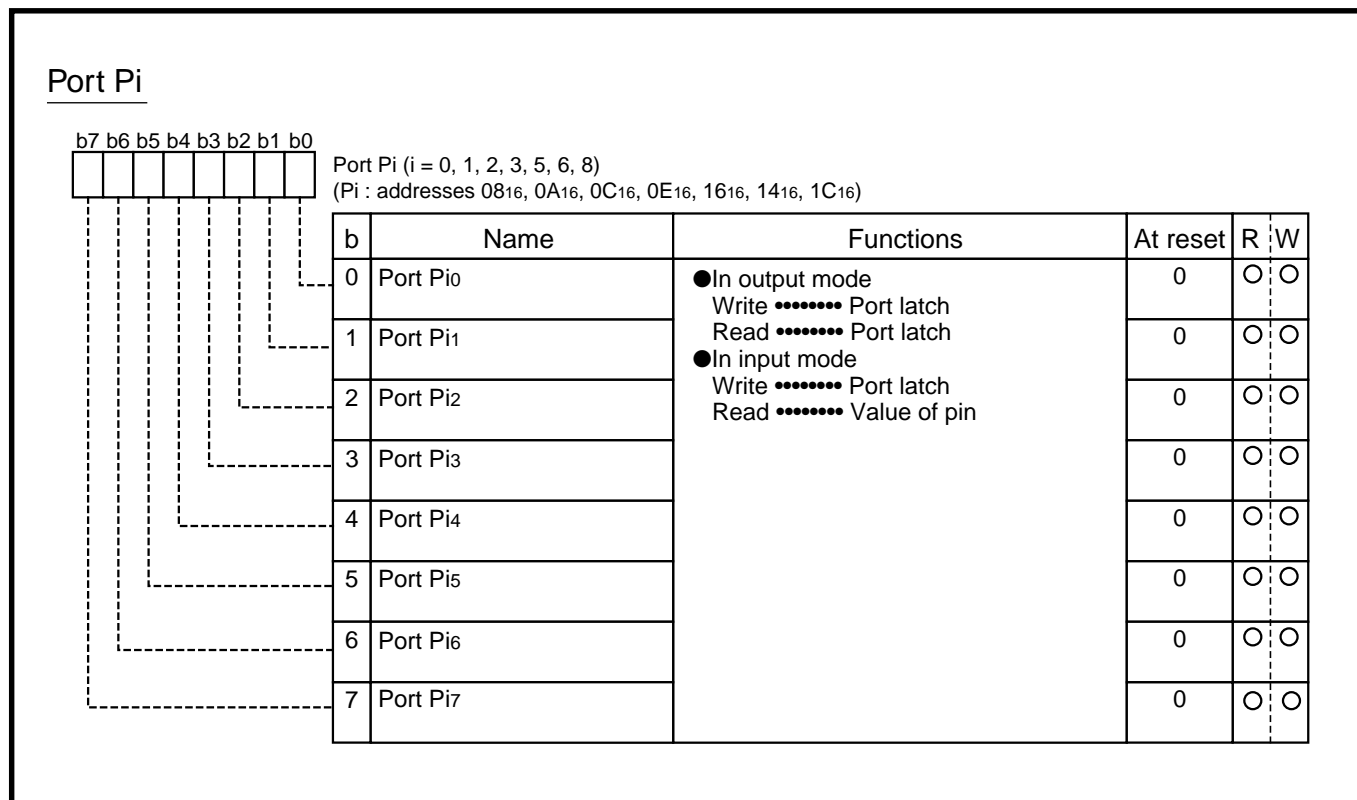 Port Pi
b7 b6 b5 b4 b3 b2 b1 b0
Port Pi (i = 0, 1, 2, 3, 5, 6, 8)
(Pi : addresses 0816, 0A16, 0C16, 0E16, 1616, 1416, 1C16)
b Name Functions At reset R W
0 Port Pi0 0 ○ ○
1 Port Pi1 0 ○ ○
2 Port Pi2 0 ○ ○
3 Port Pi3 0 ○ ○
4 Port Pi4 0 ○ ○
5 Port Pi5 0 ○ ○
6 Port Pi6 0 ○ ○
7 Port Pi7 0 ○ ○
●In output mode
Write •••••••• Port latch
Read •••••••• Port latch
●In input mode
Write •••••••• Port latch
Read •••••••• Value of pin